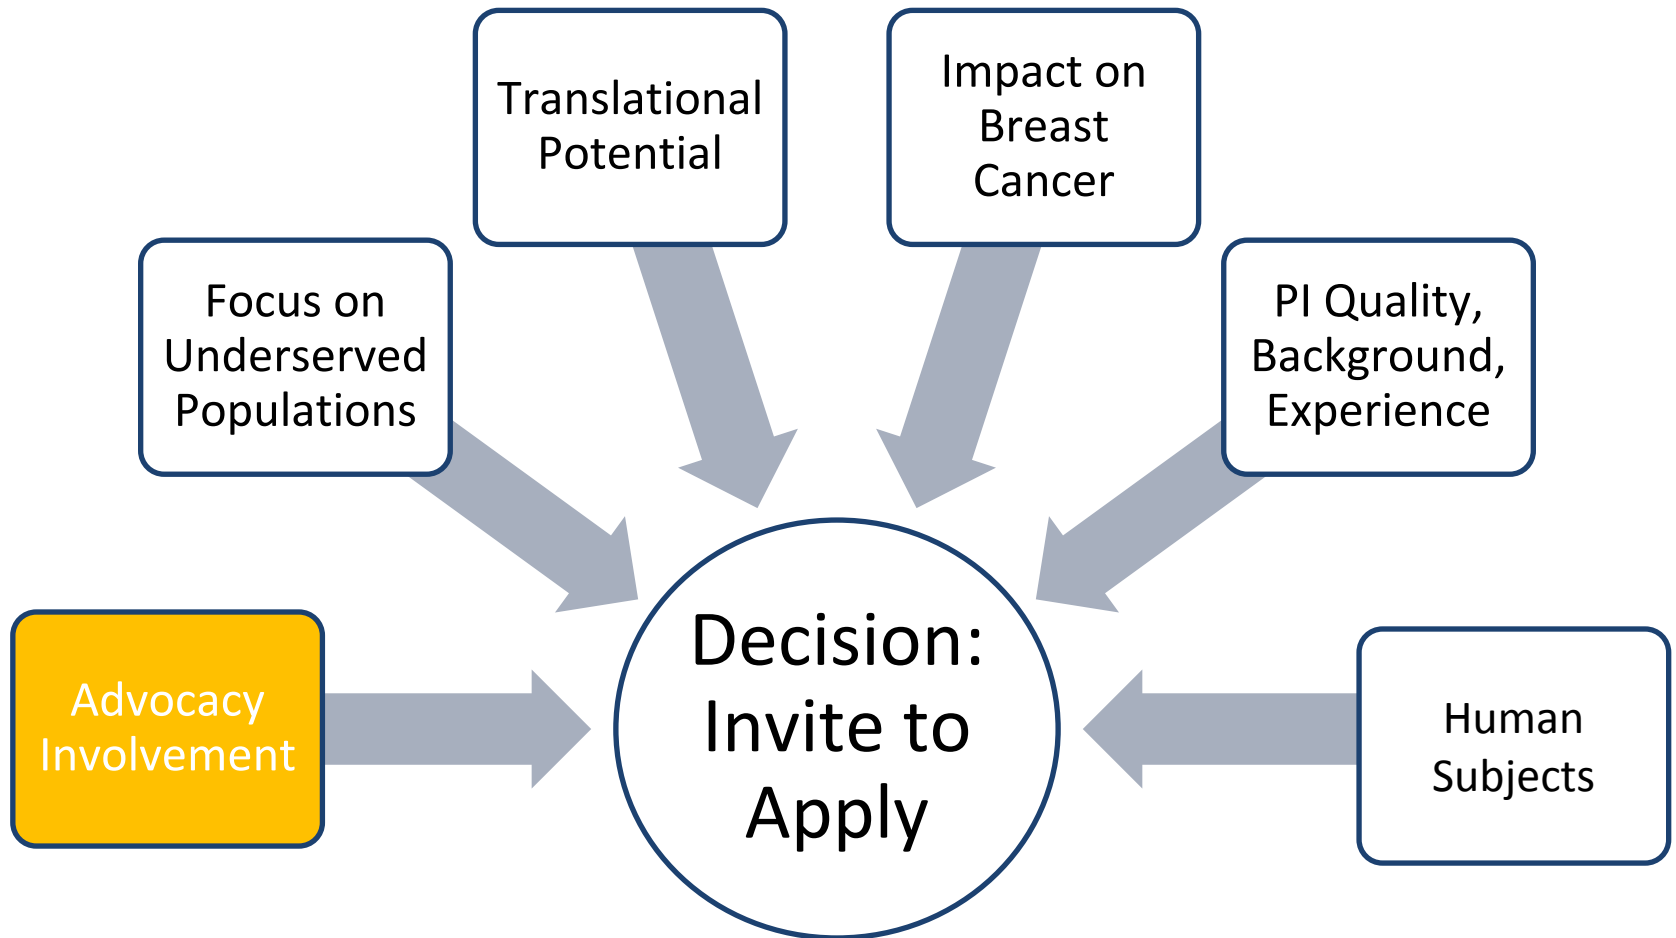 Translational
Potential
Impact on
Breast
Cancer
Focus on
Underserved
Populations
PI Quality,
Background,
Experience
Advocacy
Involvement
Decision:
Invite to
Apply
Human
Subjects